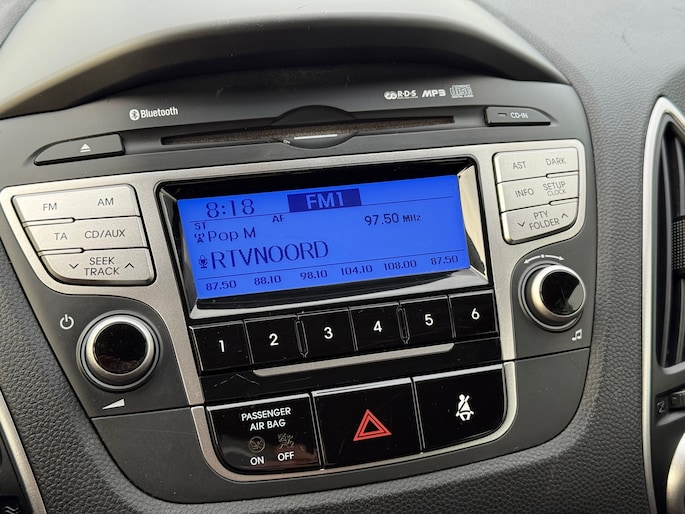 Bluetooth
R·D·S MP3
CD-IN
FM AM
TA CD/AUX
SEEK
TRACK
8:18 FM1
ST AF 97.50 MHz
Pop M
RTVNOORD
87.50 88.10 98.10 104.10 108.00 87.50
AST DARK
INFO SETUP
CLOCK
PTY
FOLDER
1 2 3 4 5 6
PASSENGER
AIR BAG
ON OFF